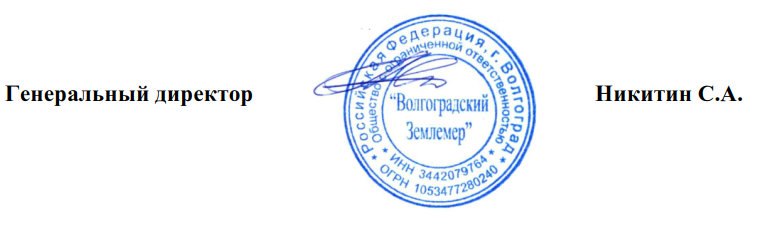 Генеральный директор
Российская Федерация, г. Волгоград
Общество с ограниченной ответственностью
"Волгоградский
Землемер"
* ИНН 3442079764 *
* ОГРН 1053477280240 *
Никитин С.А.